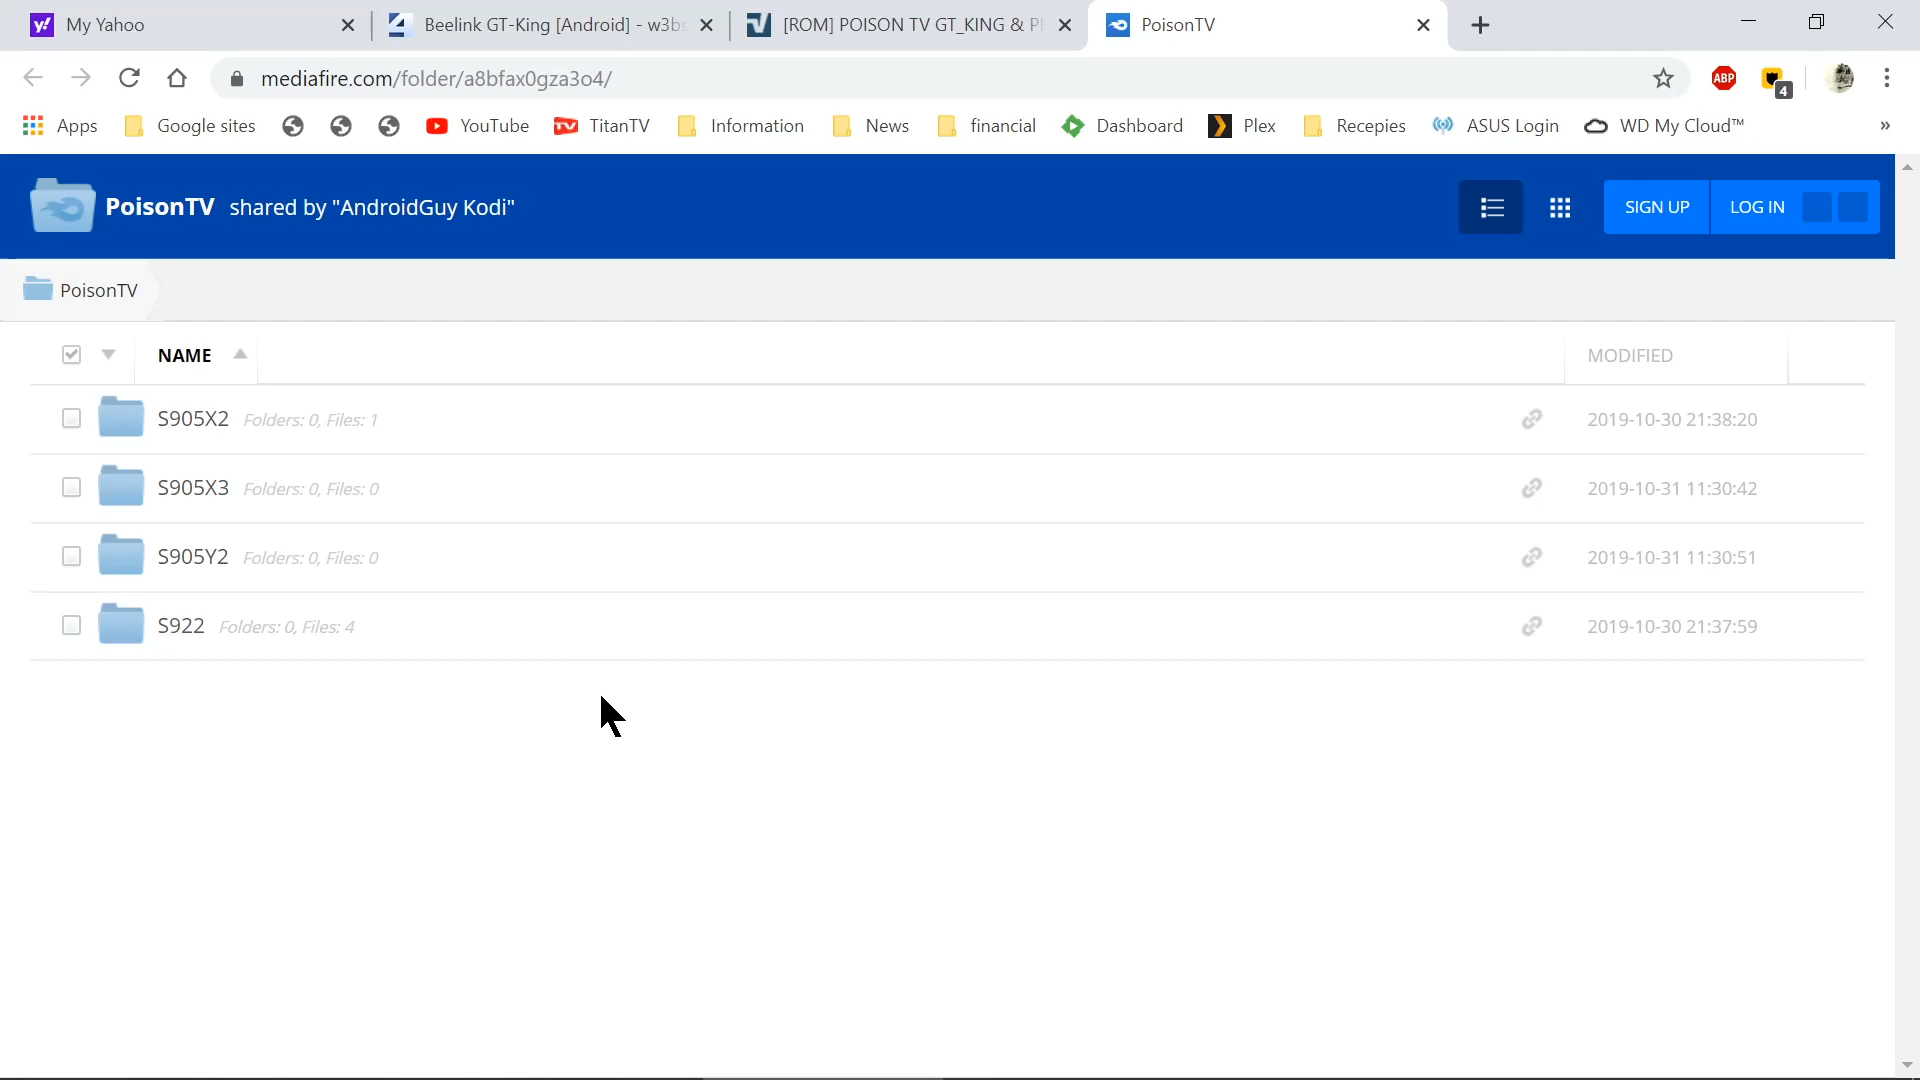 My Yahoo
Beelink GT-King [Android] - w3bs
[ROM] POISON TV GT_KING & P
PoisonTV
mediafire.com/folder/a8bfax0gza3o4/
ABP
4
Apps
Google sites
YouTube
TitanTV
Information
News
financial
Dashboard
Plex
Recepies
ASUS Login
WD My Cloud™
»
PoisonTV shared by "AndroidGuy Kodi"
SIGN UP
LOG IN
PoisonTV
NAME
MODIFIED
S905X2 Folders: 0, Files: 1 2019-10-30 21:38:20
S905X3 Folders: 0, Files: 0 2019-10-31 11:30:42
S905Y2 Folders: 0, Files: 0 2019-10-31 11:30:51
S922 Folders: 0, Files: 4 2019-10-30 21:37:59